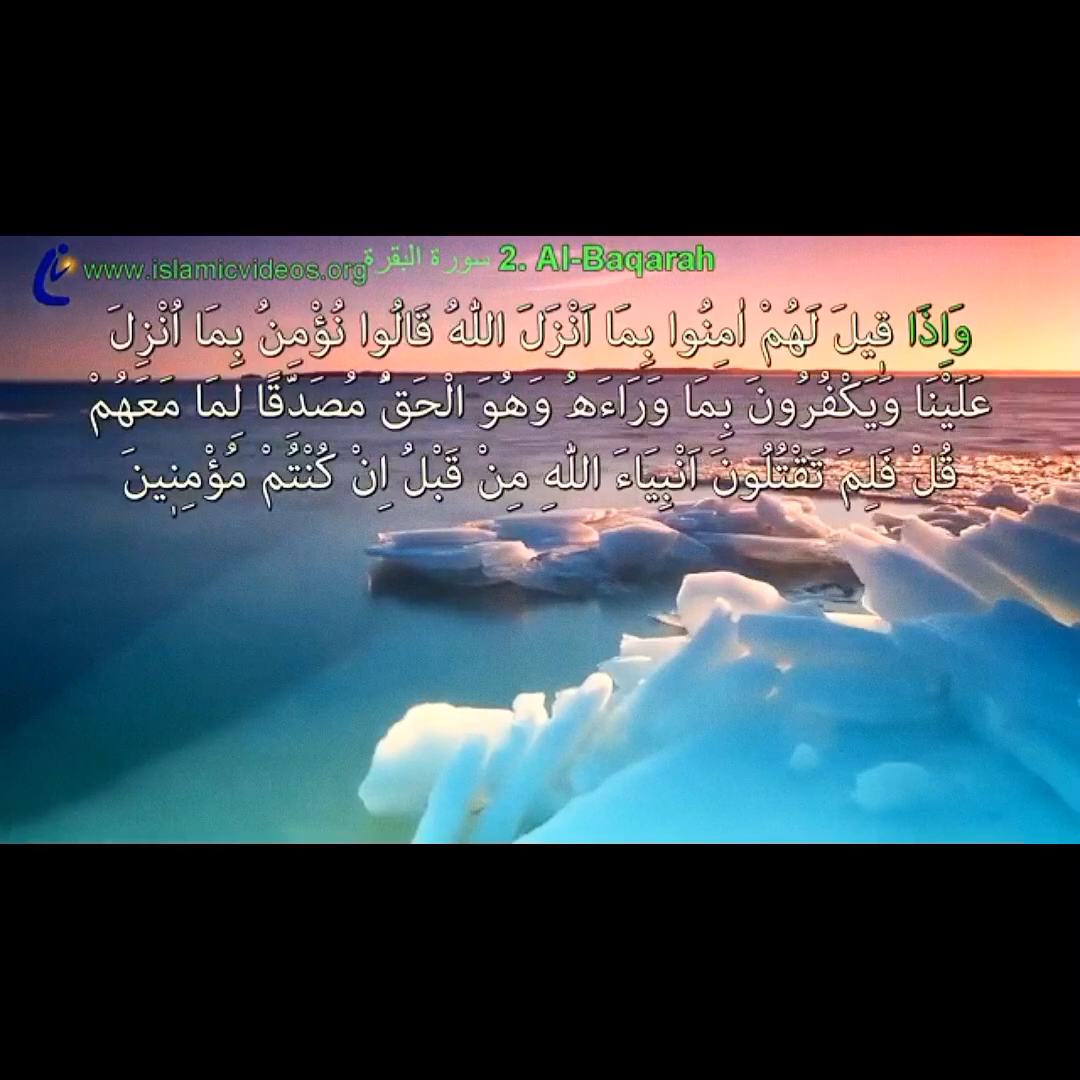 www.islamicvideos.org سورة البقرة 2. Al-Baqarah
وَاِذَا قٖيلَ لَهُمْ اٰمِنُوا بِمَا اَنْزَلَ اللّٰهُ قَالُوا نُؤْمِنُ بِمَا اُنْزِلَ
عَلَيْنَا وَيَكْفُرُونَ بِمَا وَرَاءَهُ وَهُوَ الْحَقُّ مُصَدِّقًا لِمَا مَعَهُمْ
قُلْ فَلِمَ تَقْتُلُونَ اَنْبِيَاءَ اللّٰهِ مِنْ قَبْلُ اِنْ كُنْتُمْ مُؤْمِنٖينَ